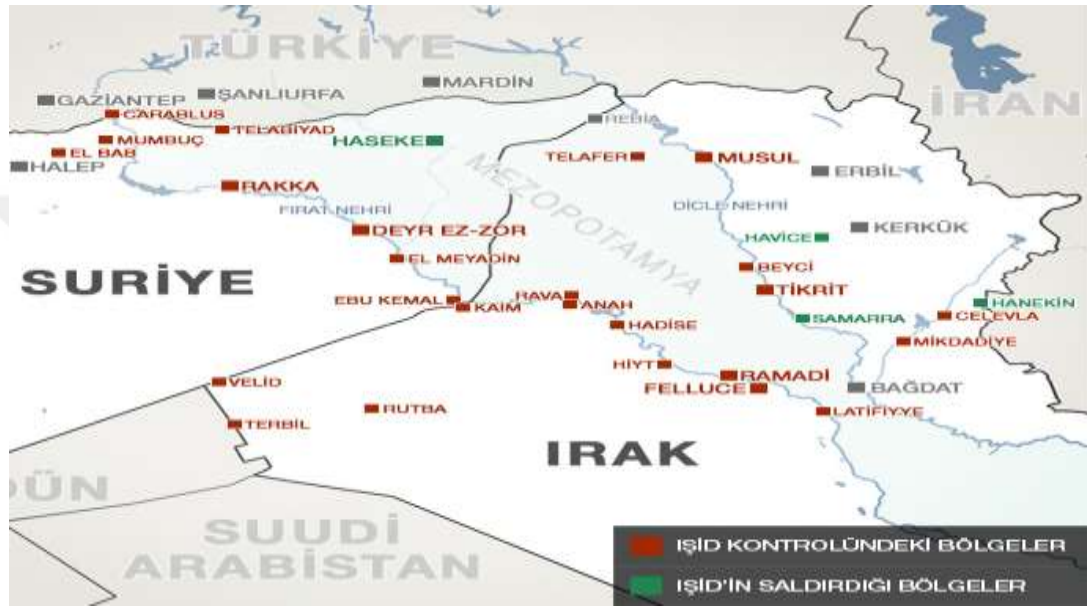 TÜRKİYE
İRAN
GAZİANTEP
ŞANLIURFA
MARDİN
CARABLUS
TELABİYAD
MUMBUÇ
EL BAB
HALEP
HASEKE
REBİA
TELAFER
MUSUL
ERBİL
RAKKA
MEZOPOTAMYA
FIRAT NEHRİ
DİCLE NEHRİ
DEYR EZ-ZOR
KERKÜK
HAVİCE
EL MEYADİN
BEYCİ
SURİYE
TİKRİT
EBU KEMAL
KAİM
RAVA
ANAH
HANEKİN
CELEVLA
SAMARRA
HADİSE
MİKDADİYE
HİYT
RAMADİ
FELLUCE
BAĞDAT
VELİD
RUTBA
LATİFİYYE
TERBİL
IRAK
DÜN
SUUDİ
ARABİSTAN
IŞİD KONTROLÜNDEKİ BÖLGELER
IŞİD'İN SALDIRDIĞI BÖLGELER